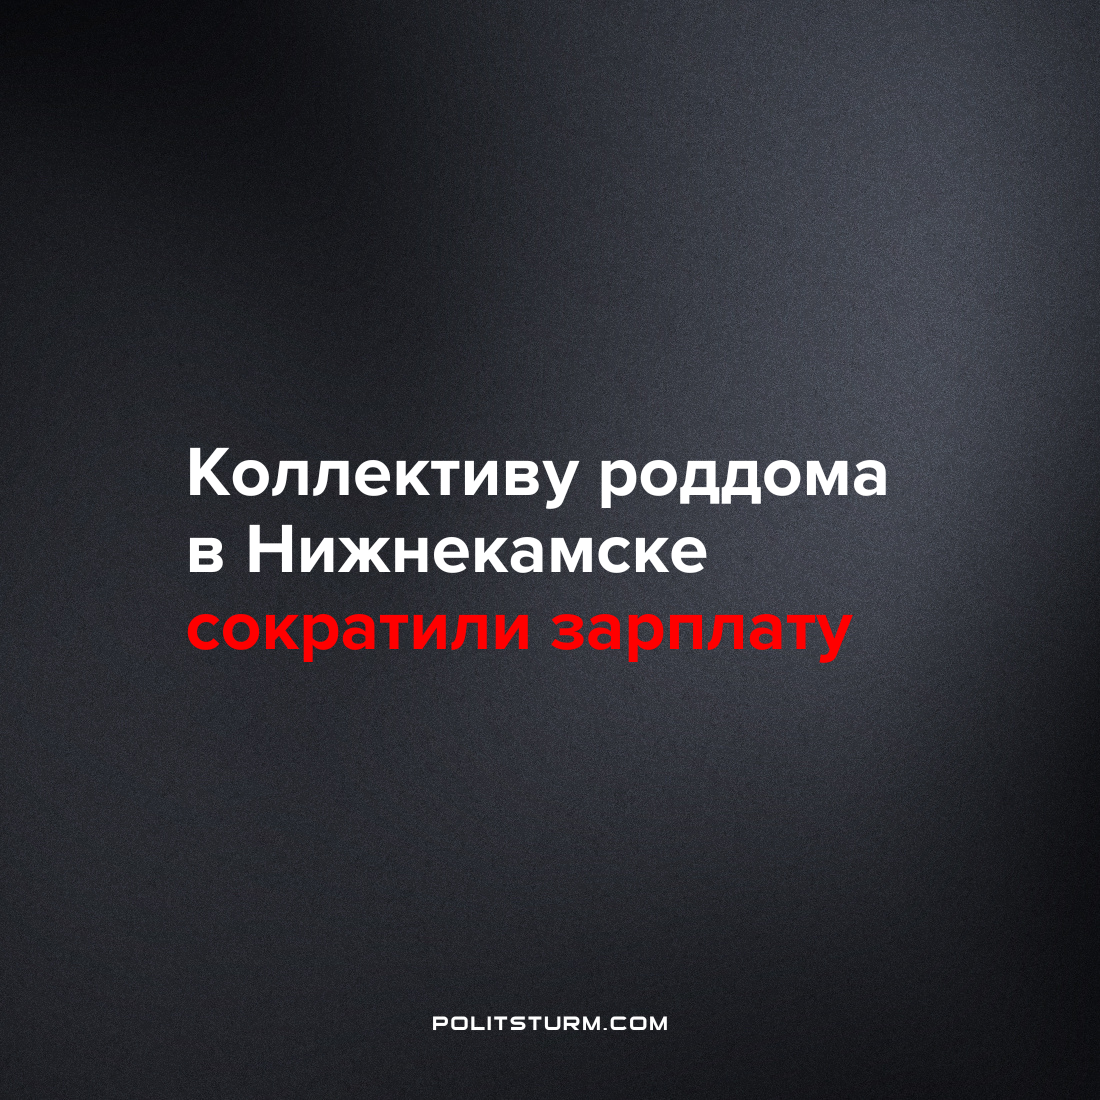 Коллективу роддома
в Нижнекамске
сократили зарплату
POLITSTURM.COM